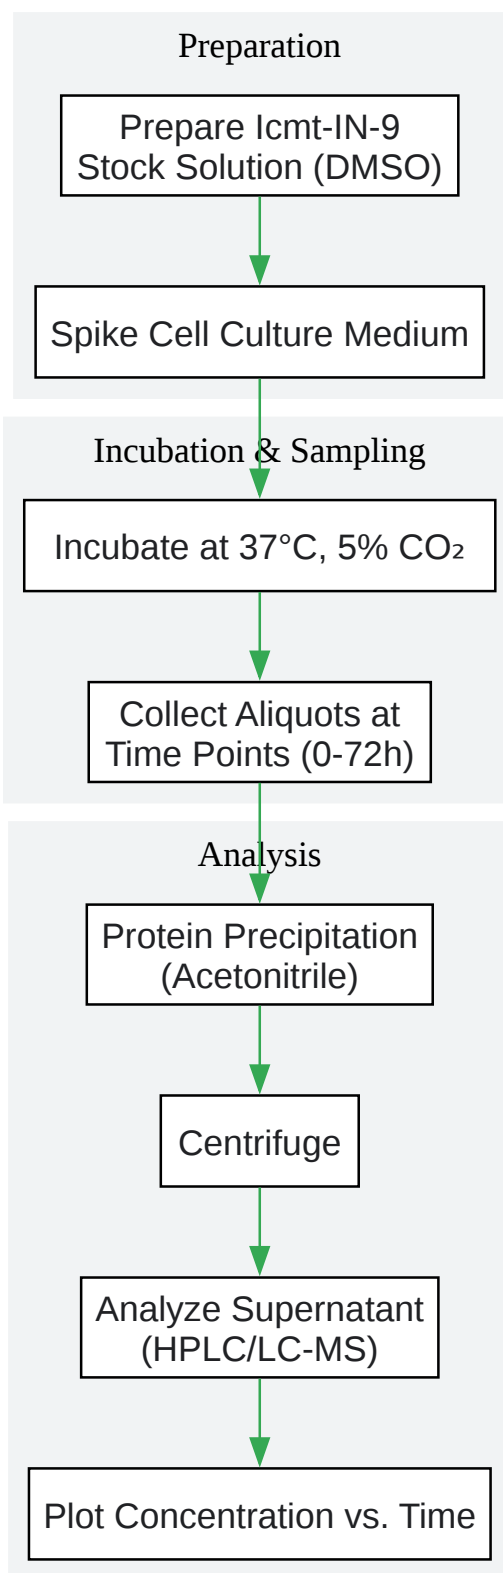 Preparation
Prepare Icmt-IN-9
Stock Solution (DMSO)
Spike Cell Culture Medium
Incubation & Sampling
Incubate at 37°C, 5% CO₂
Collect Aliquots at
Time Points (0-72h)
Analysis
Protein Precipitation
(Acetonitrile)
Centrifuge
Analyze Supernatant
(HPLC/LC-MS)
Plot Concentration vs. Time